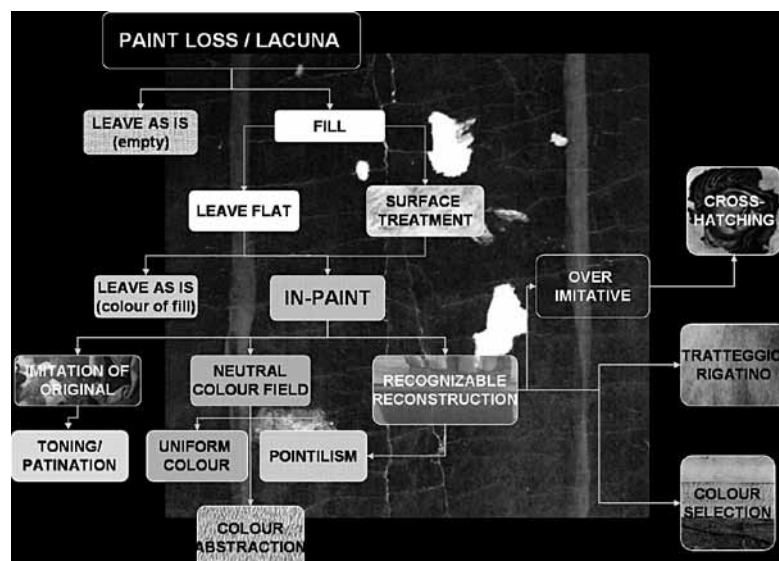 PAINT LOSS / LACUNA
LEAVE AS IS
(empty)
FILL
LEAVE FLAT
SURFACE
TREATMENT
CROSS-
HATCHING
LEAVE AS IS
(colour of fill)
IN-PAINT
OVER
IMITATIVE
IMITATION OF
ORIGINAL
NEUTRAL
COLOUR FIELD
RECOGNIZABLE
RECONSTRUCTION
TRATTEGGIO
RIGATINO
TONING/
PATINATION
UNIFORM
COLOUR
POINTILISM
COLOUR
SELECTION
COLOUR
ABSTRACTION